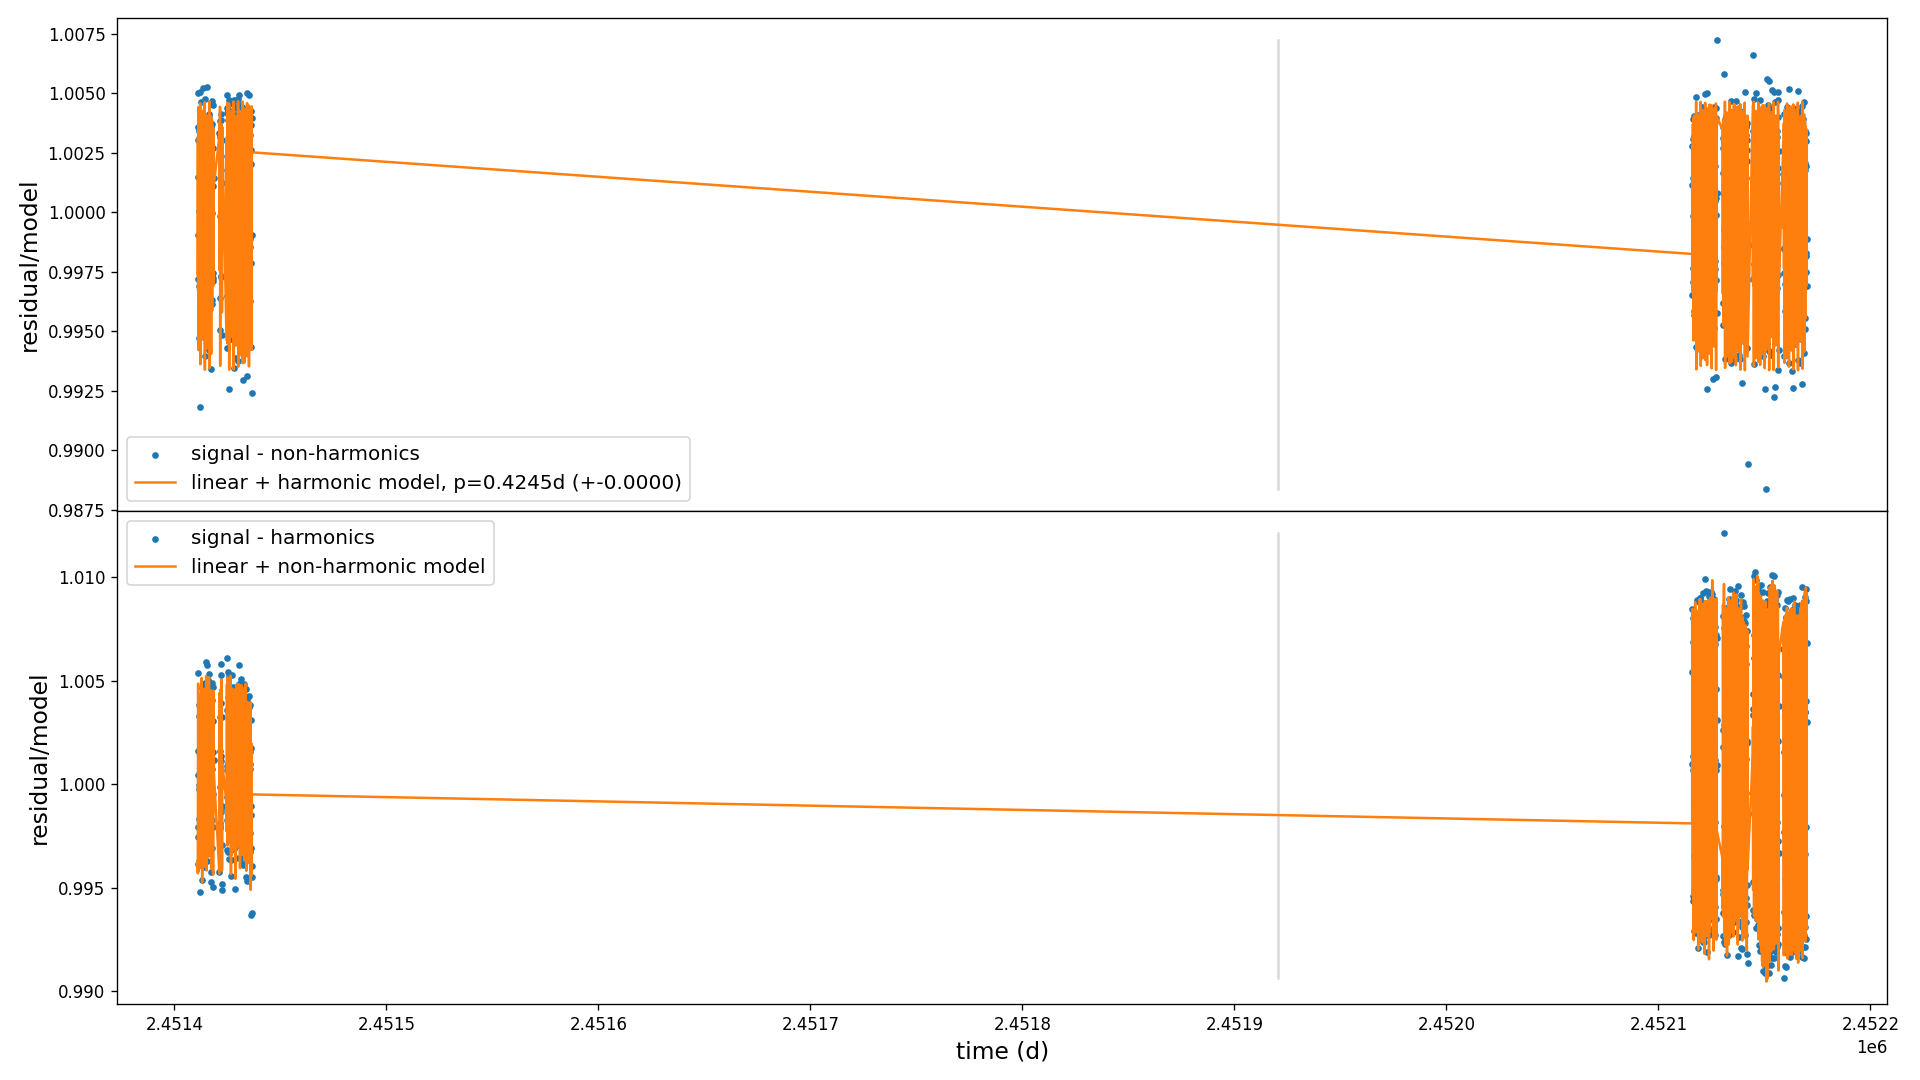 1.0075
1.0050
1.0025
1.0000
0.9975
0.9950
0.9925
0.9900
0.9875
residual/model
signal - non-harmonics
linear + harmonic model, p=0.4245d (+-0.0000)
signal - harmonics
linear + non-harmonic model
1.010
1.005
1.000
0.995
0.990
residual/model
2.4514 2.4515 2.4516 2.4517 2.4518 2.4519 2.4520 2.4521 2.4522
1e6
time (d)